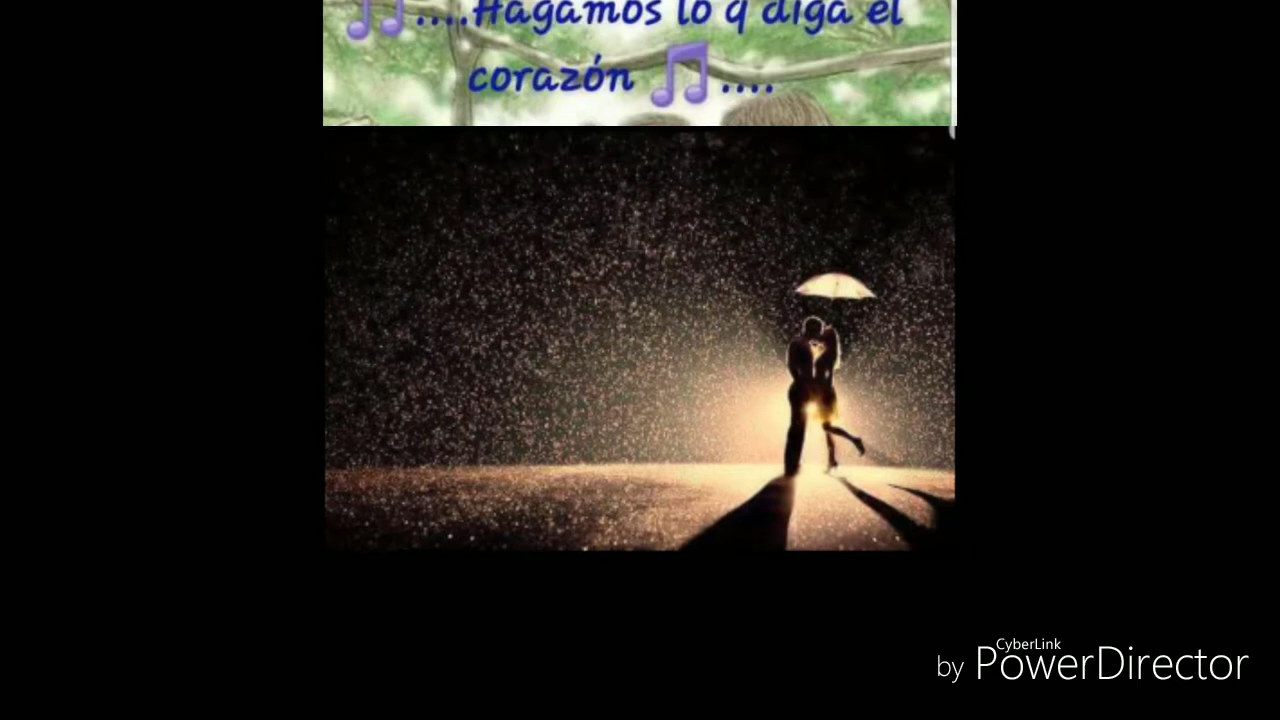 🎵....Hagamos lo q diga el
corazón 🎵....
CyberLink
by PowerDirector